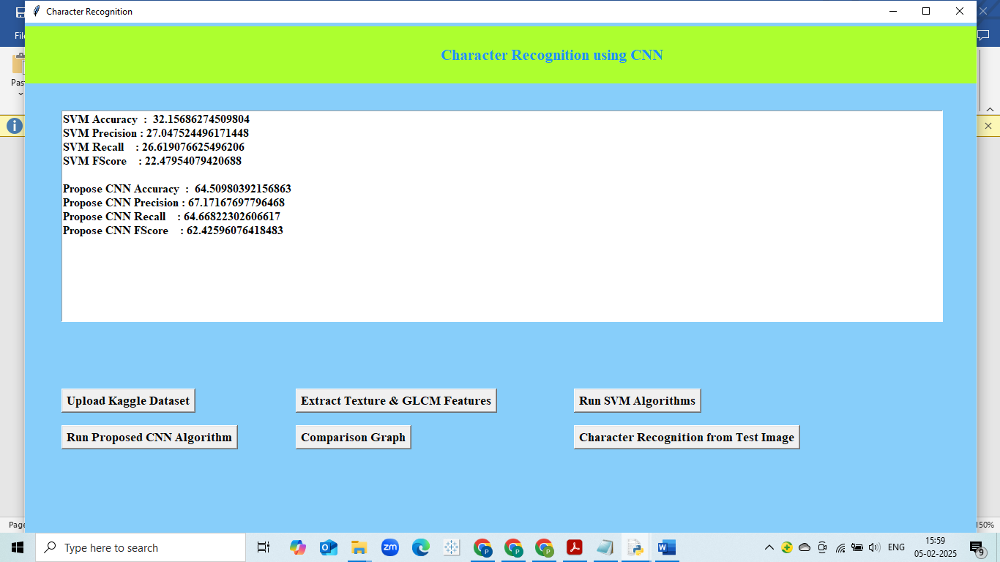 Character Recognition
Fil
Pas
Character Recognition using CNN
SVM Accuracy  :  32.15686274509804
SVM Precision : 27.047524496171448
SVM Recall    : 26.619076625496206
SVM FScore    : 22.47954079420688
Propose CNN Accuracy  :  64.50980392156863
Propose CNN Precision : 67.17167697796468
Propose CNN Recall    : 64.66822302606617
Propose CNN FScore    : 62.42596076418483
Upload Kaggle Dataset
Extract Texture & GLCM Features
Run SVM Algorithms
Run Proposed CNN Algorithm
Comparison Graph
Character Recognition from Test Image
Page
150%
Type here to search
zm
P
P
P
W
ENG
15:59
05-02-2025
9